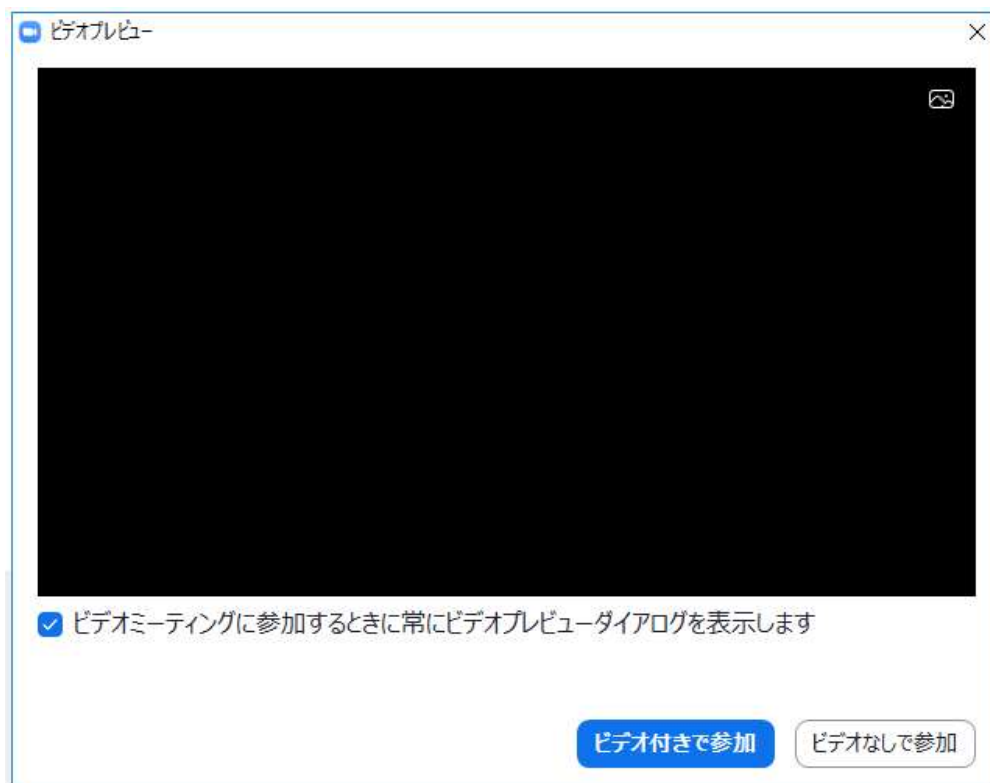 ビデオプレビュー
ビデオミーティングに参加するときに常にビデオプレビューダイアログを表示します
ビデオ付きで参加
ビデオなしで参加